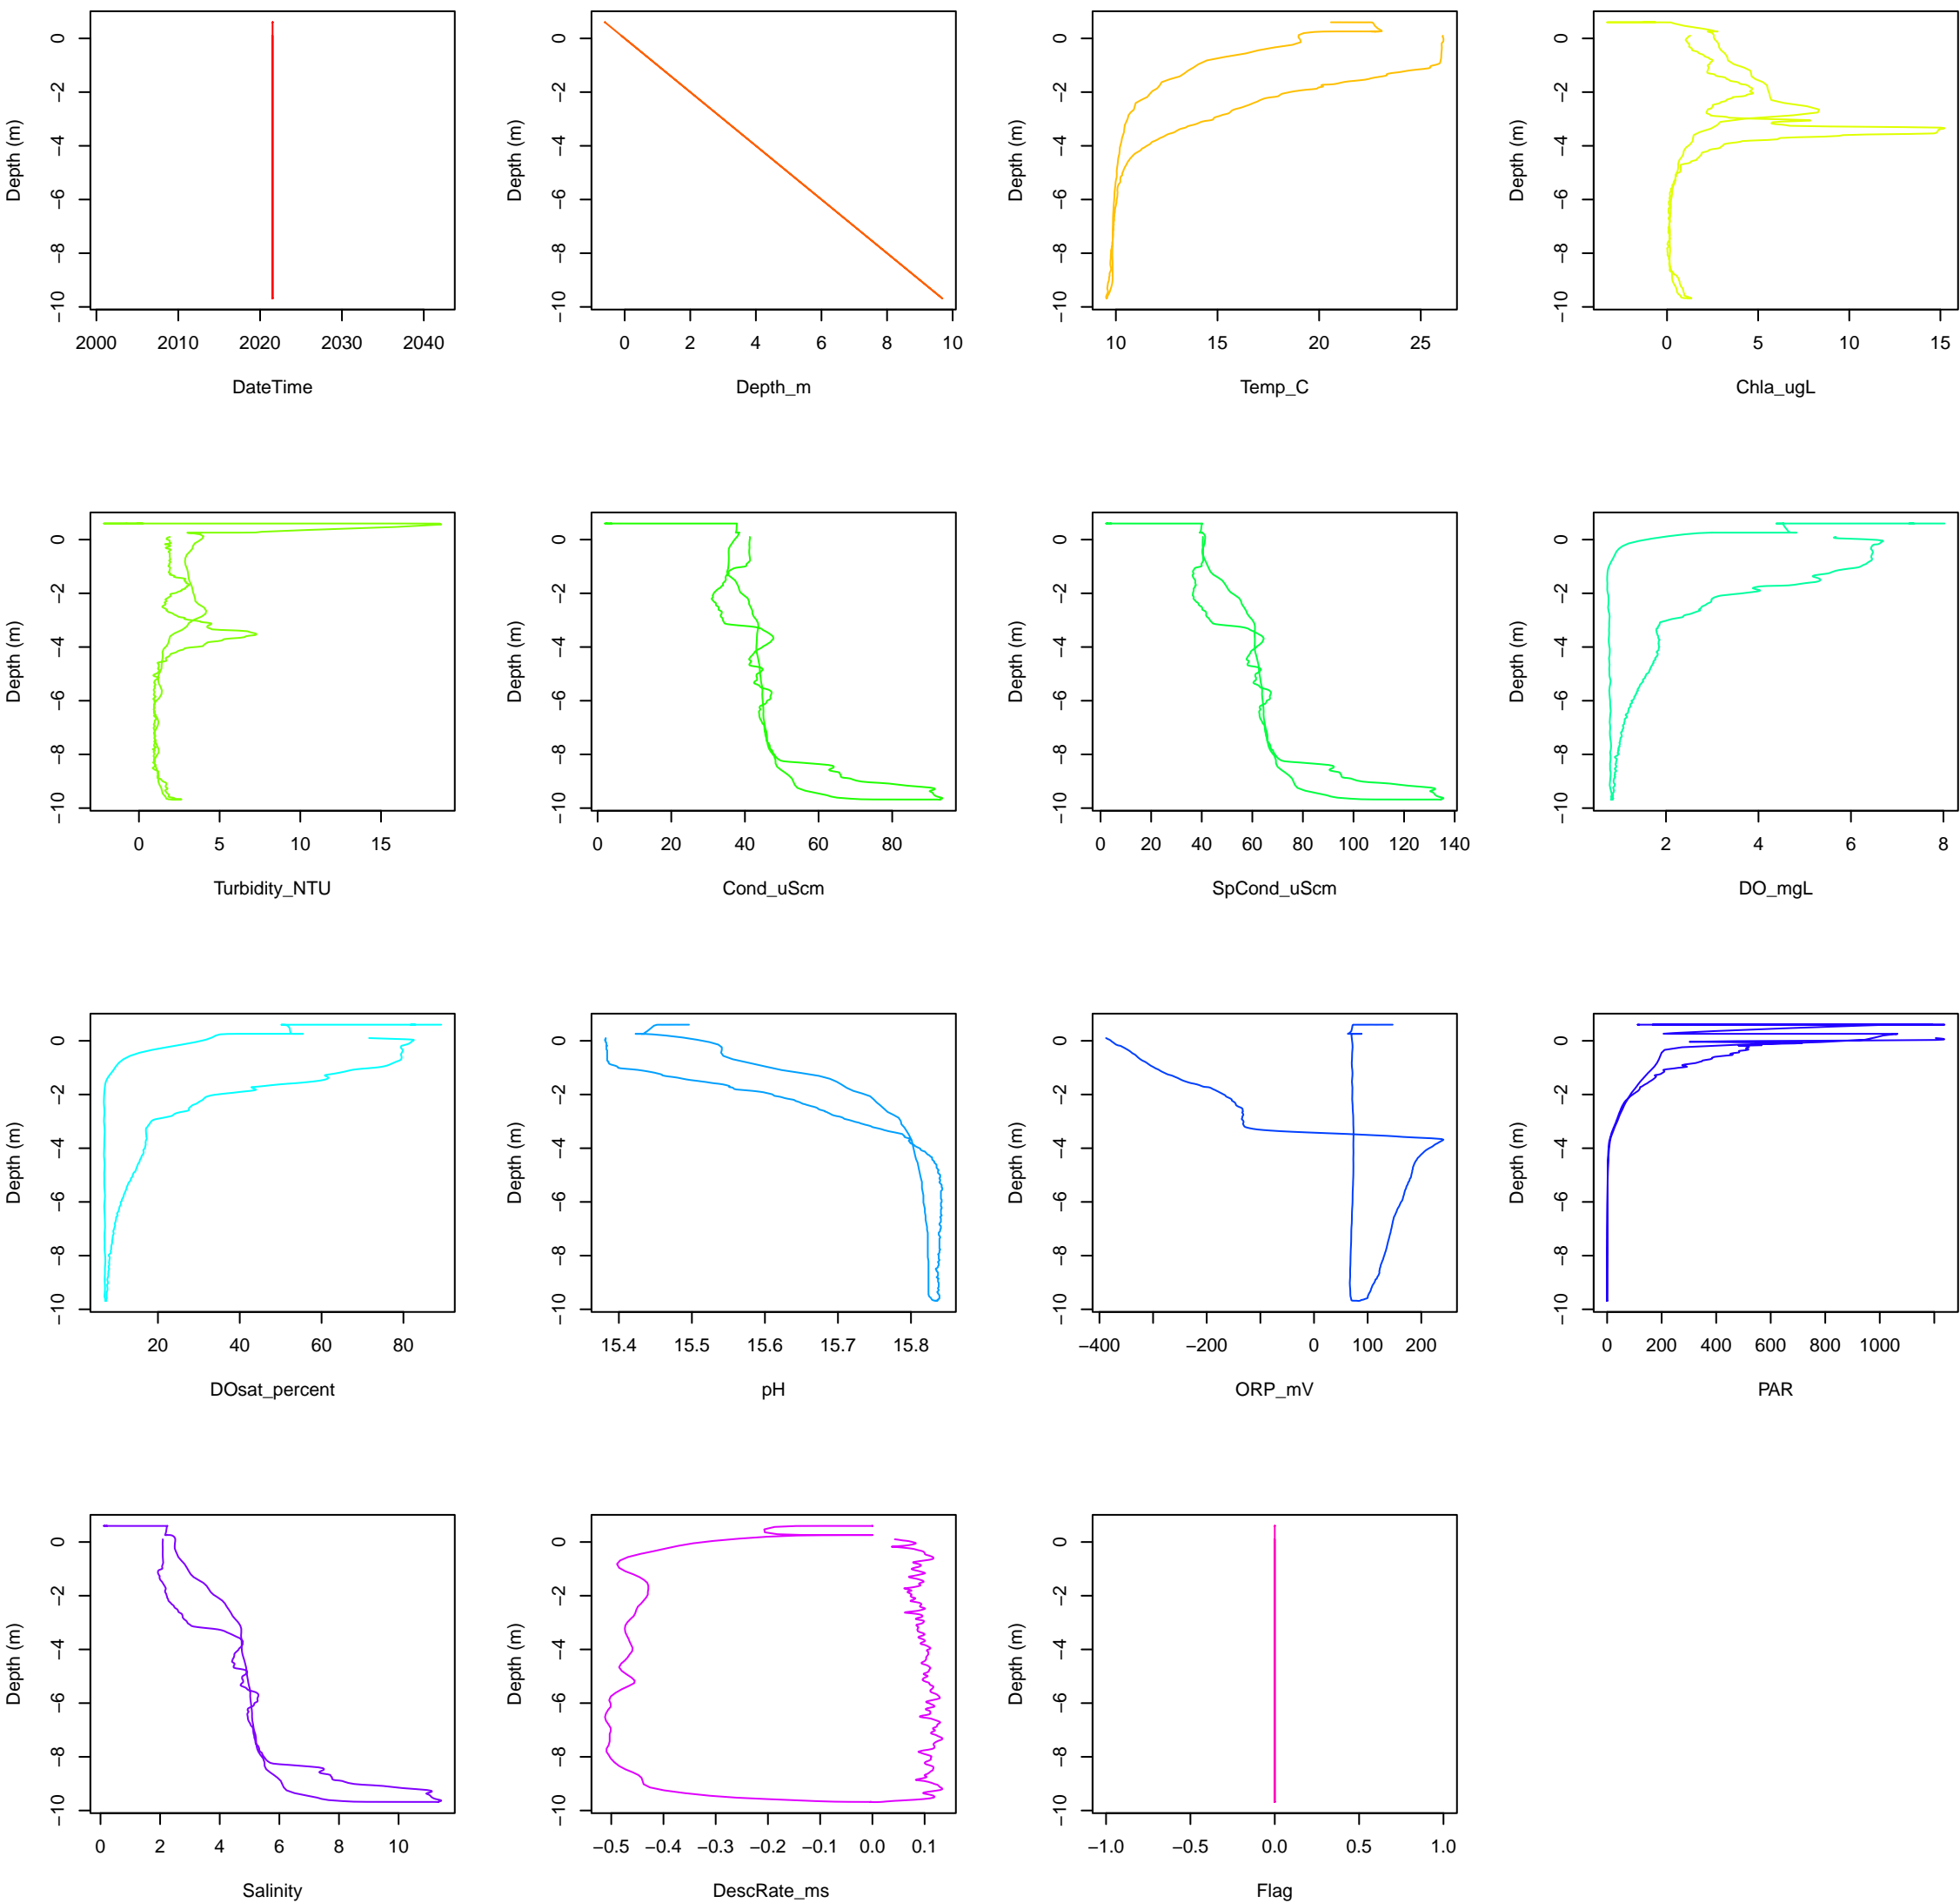 Depth (m)
0
−2
−4
−6
−8
−10
2000 2010 2020 2030 2040
DateTime
Depth (m)
0
−2
−4
−6
−8
−10
0 2 4 6 8 10
Depth_m
Depth (m)
0
−2
−4
−6
−8
−10
10 15 20 25
Temp_C
Depth (m)
0
−2
−4
−6
−8
−10
0 5 10 15
Chla_ugL
Depth (m)
0
−2
−4
−6
−8
−10
0 5 10 15
Turbidity_NTU
Depth (m)
0
−2
−4
−6
−8
−10
0 20 40 60 80
Cond_uScm
Depth (m)
0
−2
−4
−6
−8
−10
0 20 40 60 80 100 120 140
SpCond_uScm
Depth (m)
0
−2
−4
−6
−8
−10
2 4 6 8
DO_mgL
Depth (m)
0
−2
−4
−6
−8
−10
20 40 60 80
DOsat_percent
Depth (m)
0
−2
−4
−6
−8
−10
15.4 15.5 15.6 15.7 15.8
pH
Depth (m)
0
−2
−4
−6
−8
−10
−400 −200 0 100 200
ORP_mV
Depth (m)
0
−2
−4
−6
−8
−10
0 200 400 600 800 1000
PAR
Depth (m)
0
−2
−4
−6
−8
−10
0 2 4 6 8 10
Salinity
Depth (m)
0
−2
−4
−6
−8
−10
−0.5 −0.4 −0.3 −0.2 −0.1 0.0 0.1
DescRate_ms
Depth (m)
0
−2
−4
−6
−8
−10
−1.0 −0.5 0.0 0.5 1.0
Flag